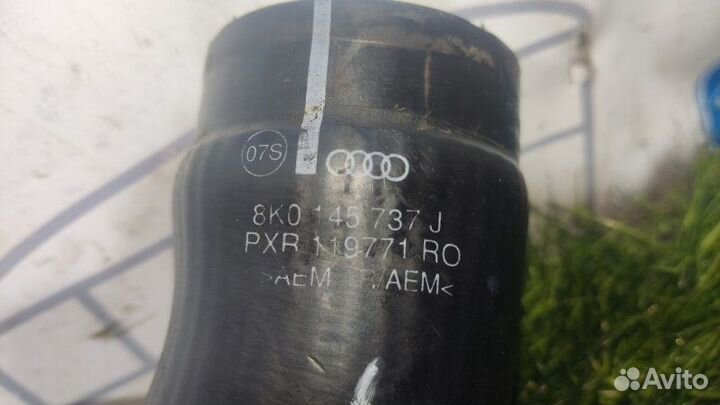 07S
8K0 145 737 J
PXR 119771 RO
>AEM /AEM<
Avito